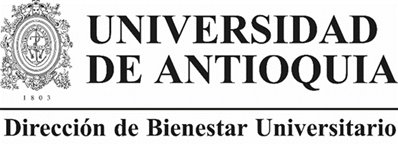 UNIVERSIDAD
DE ANTIOQUIA
1803
Dirección de Bienestar Universitario